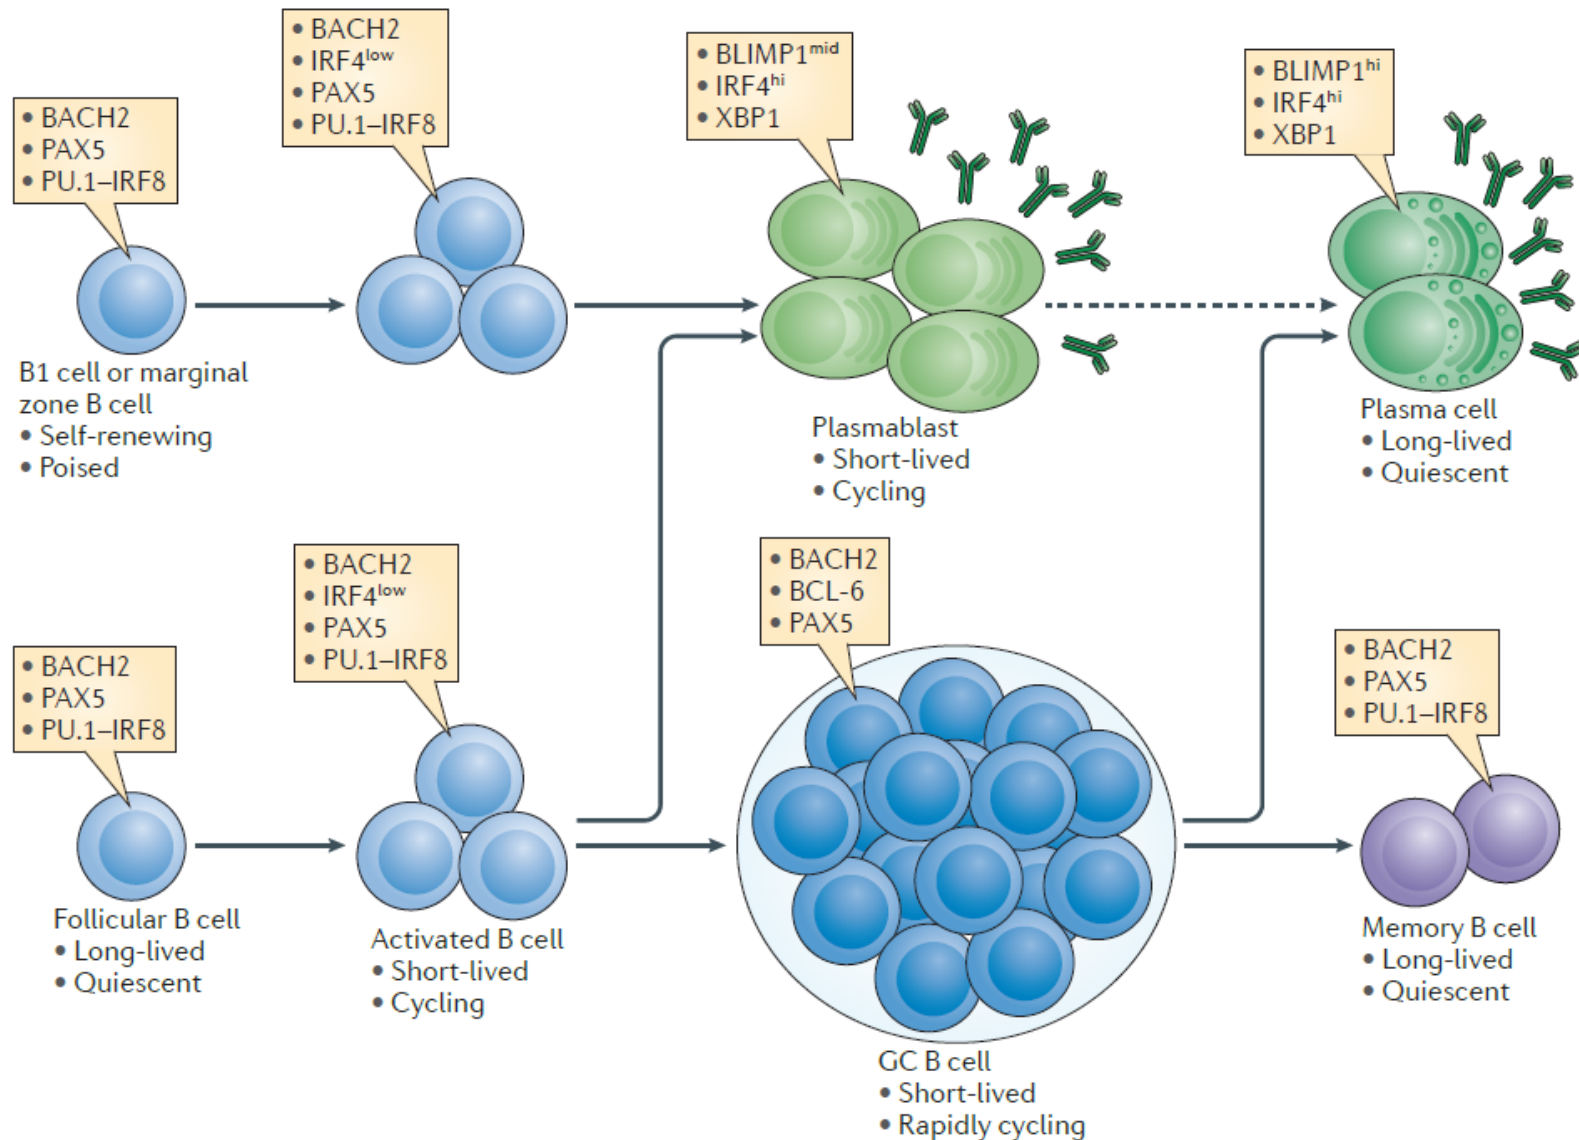 • BACH2
• PAX5
• PU.1–IRF8
B1 cell or marginal
zone B cell
• Self-renewing
• Poised
• BACH2
• IRF4low
• PAX5
• PU.1–IRF8
• BLIMP1mid
• IRF4hi
• XBP1
Plasmablast
• Short-lived
• Cycling
• BLIMP1hi
• IRF4hi
• XBP1
Plasma cell
• Long-lived
• Quiescent
• BACH2
• PAX5
• PU.1–IRF8
Follicular B cell
• Long-lived
• Quiescent
• BACH2
• IRF4low
• PAX5
• PU.1–IRF8
Activated B cell
• Short-lived
• Cycling
• BACH2
• BCL-6
• PAX5
GC B cell
• Short-lived
• Rapidly cycling
• BACH2
• PAX5
• PU.1–IRF8
Memory B cell
• Long-lived
• Quiescent